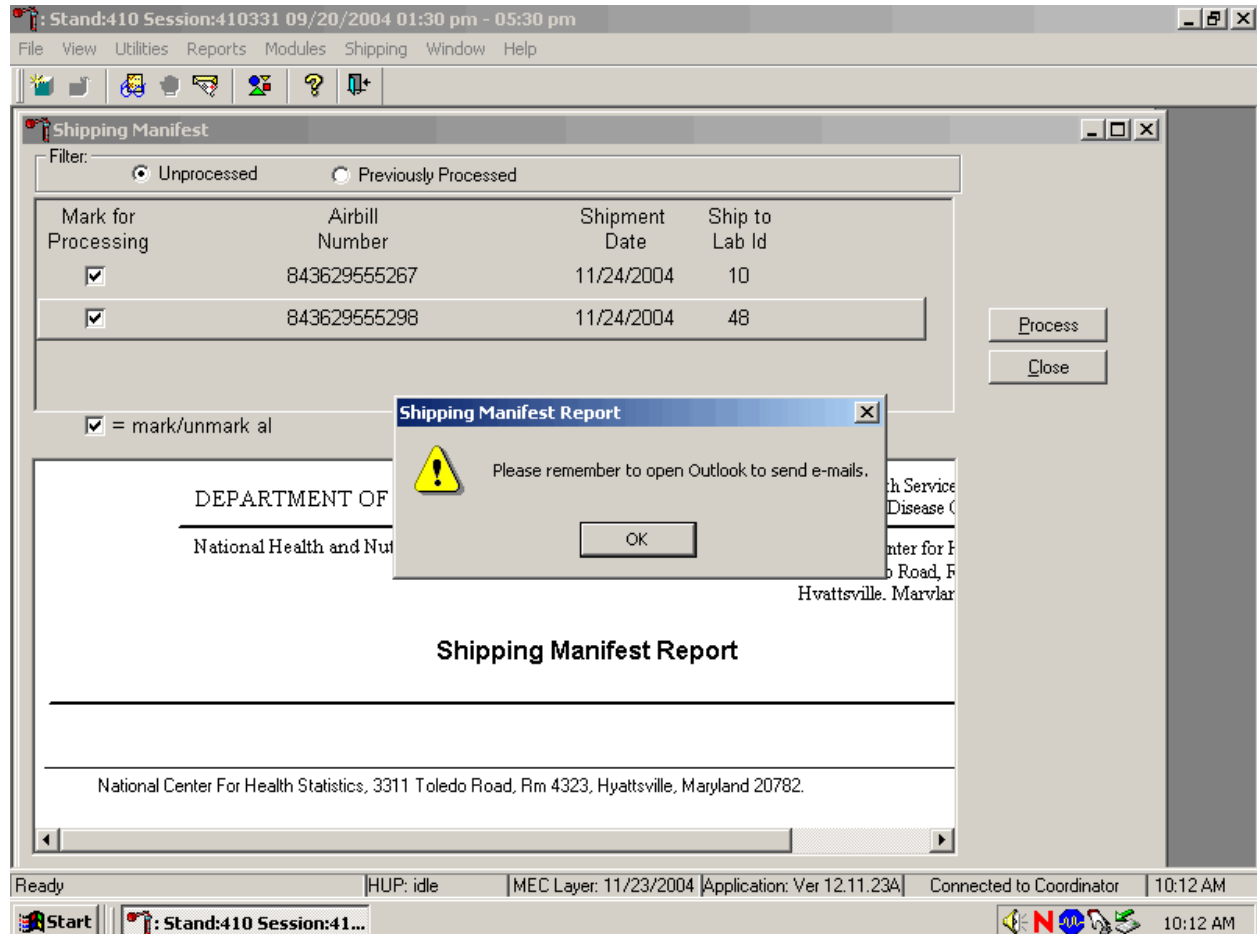 : Stand:410 Session:410331 09/20/2004 01:30 pm - 05:30 pm
File View Utilities Reports Modules Shipping Window Help
Shipping Manifest
Filter:
Unprocessed Previously Processed
Mark for Processing Airbill Number Shipment Date Ship to Lab Id
843629555267 11/24/2004 10
843629555298 11/24/2004 48
Process
Close
= mark/unmark al
Shipping Manifest Report
Please remember to open Outlook to send e-mails.
OK
DEPARTMENT OF
National Health and Nut
th Service
Disease
nter for
Road,
Hyattsville, Marylan
Shipping Manifest Report
National Center For Health Statistics, 3311 Toledo Road, Rm 4323, Hyattsville, Maryland 20782.
Ready HUP: idle MEC Layer: 11/23/2004 Application: Ver 12.11.23A Connected to Coordinator 10:12 AM
Start : Stand:410 Session:41... N 10:12 AM